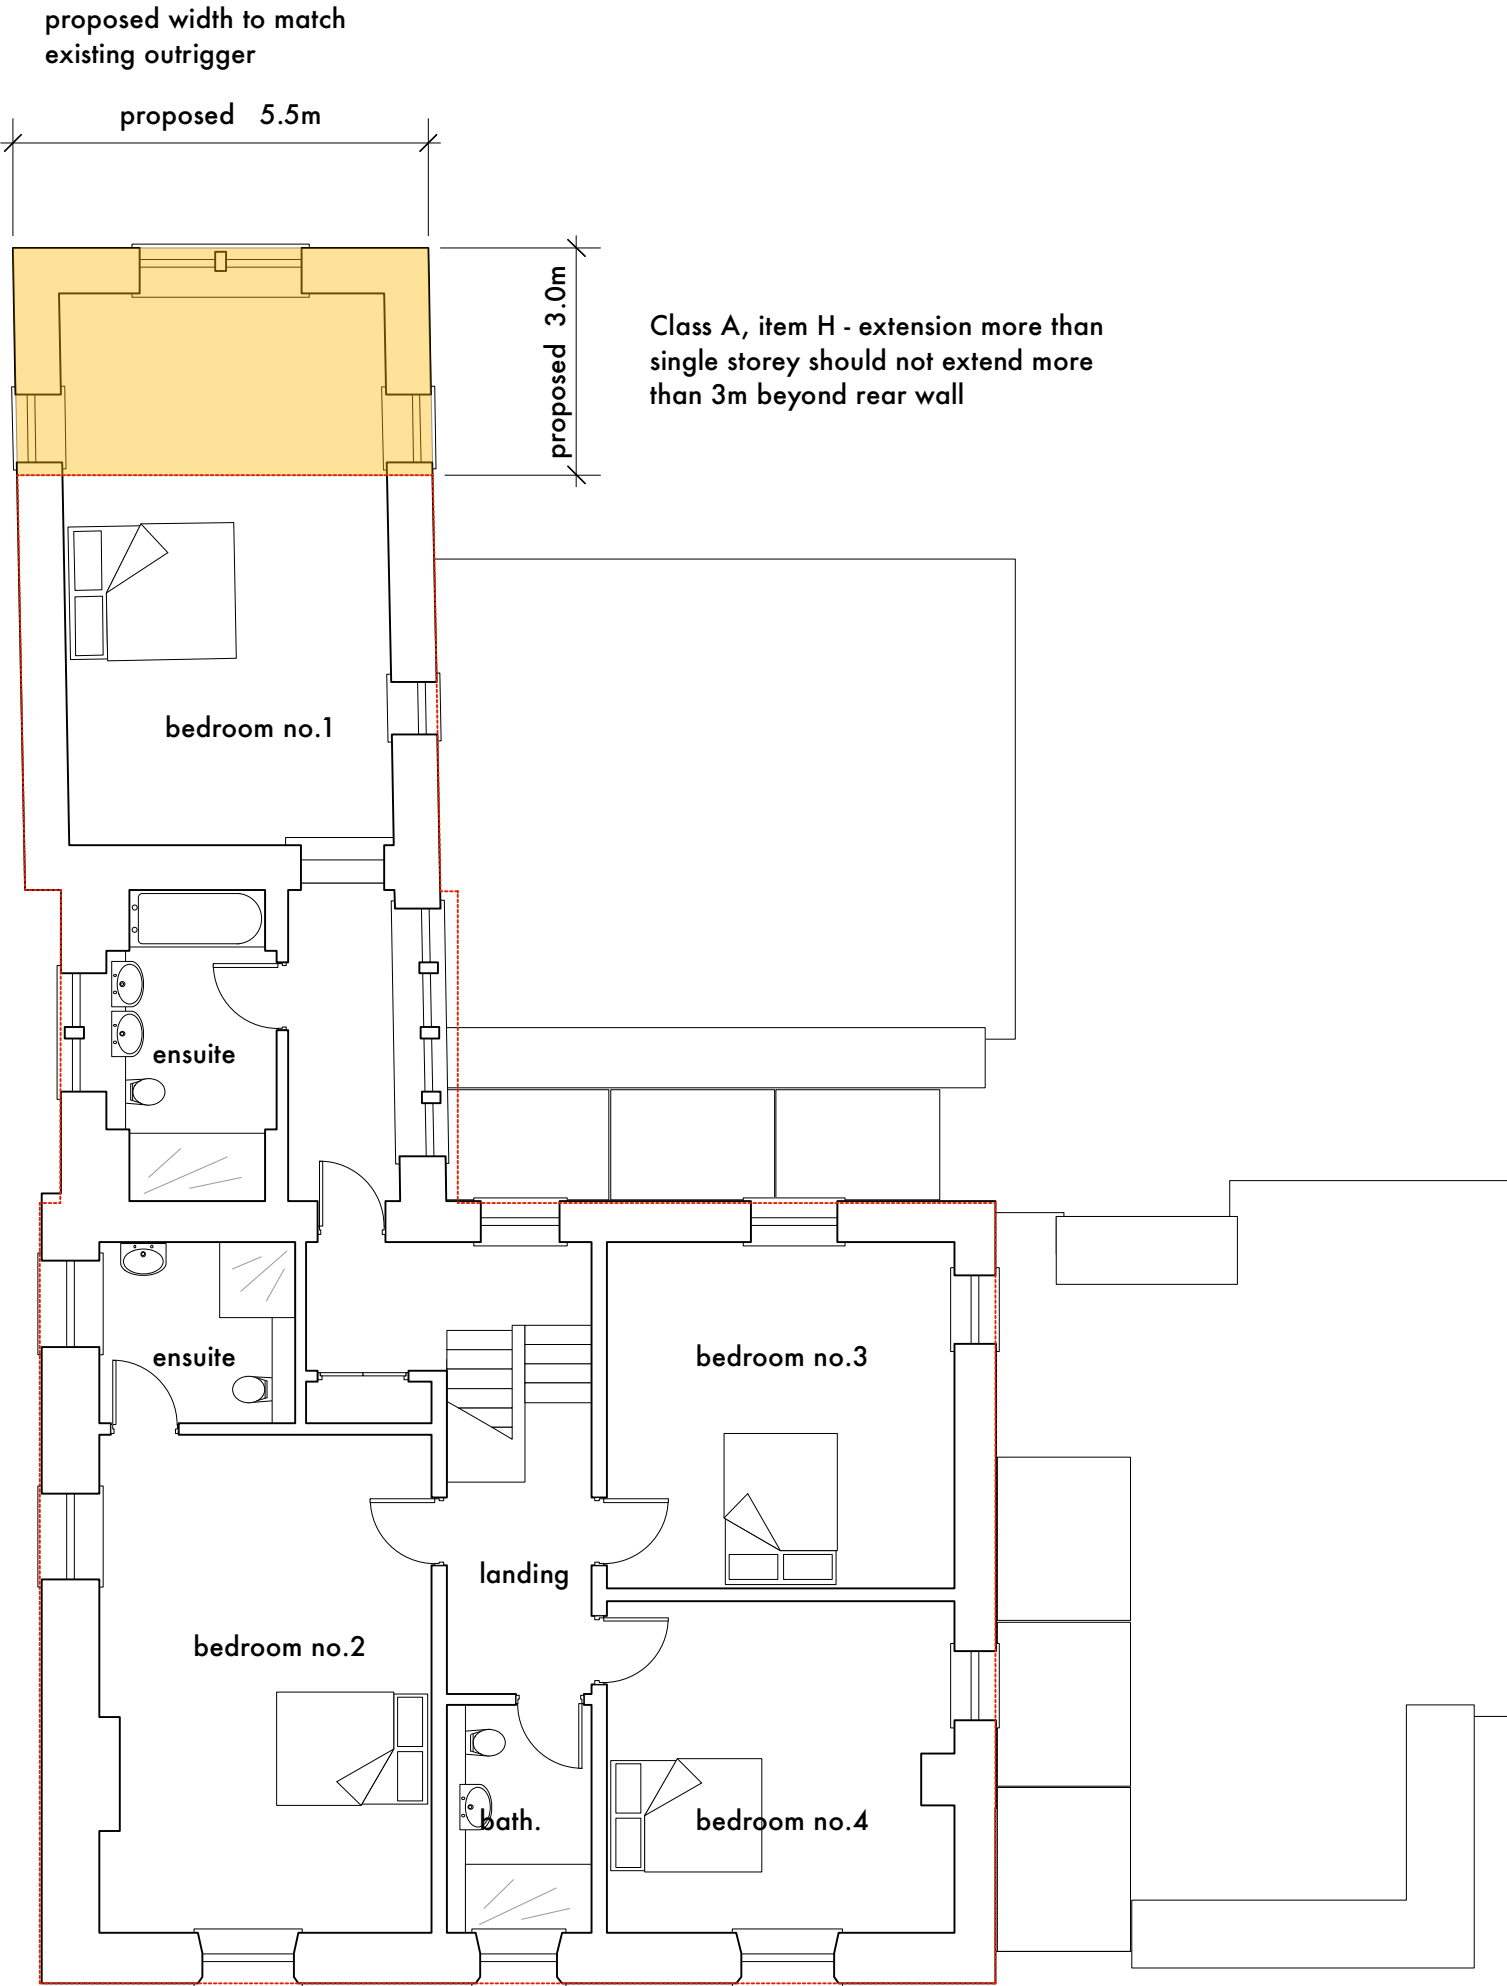 proposed width to match
existing outrigger
proposed 5.5m
proposed 3.0m
Class A, item H - extension more than
single storey should not extend more
than 3m beyond rear wall
bedroom no.1
ensuite
ensuite
bedroom no.3
landing
bedroom no.2
bath.
bedroom no.4